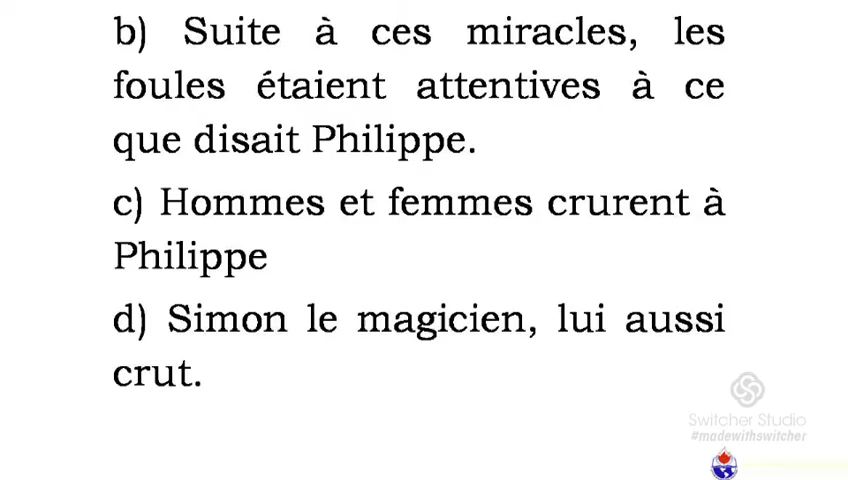 b) Suite à ces miracles, les
foules étaient attentives à ce
que disait Philippe.
c) Hommes et femmes crurent à
Philippe
d) Simon le magicien, lui aussi
crut.
Switcher Studio
#madewithswitcher